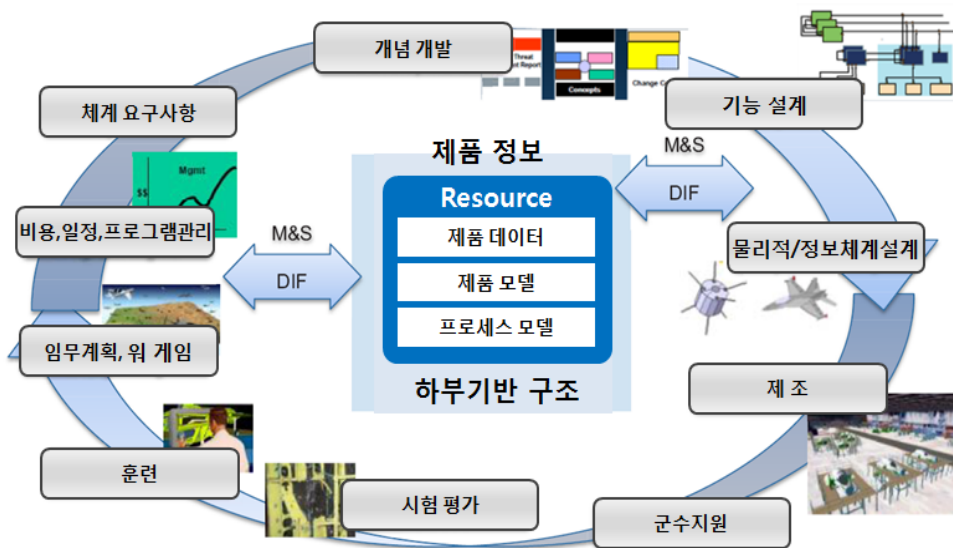 개념 개발
Threat
Concepts
기능 설계
체계 요구사항
제품 정보
M&S
DIF
Resource
제품 데이터
제품 모델
프로세스 모델
하부기반 구조
$$
Mgmt
비용,일정,프로그램관리
M&S
DIF
물리적/정보체계설계
임무계획, 워 게임
제 조
훈련
시험 평가
군수지원